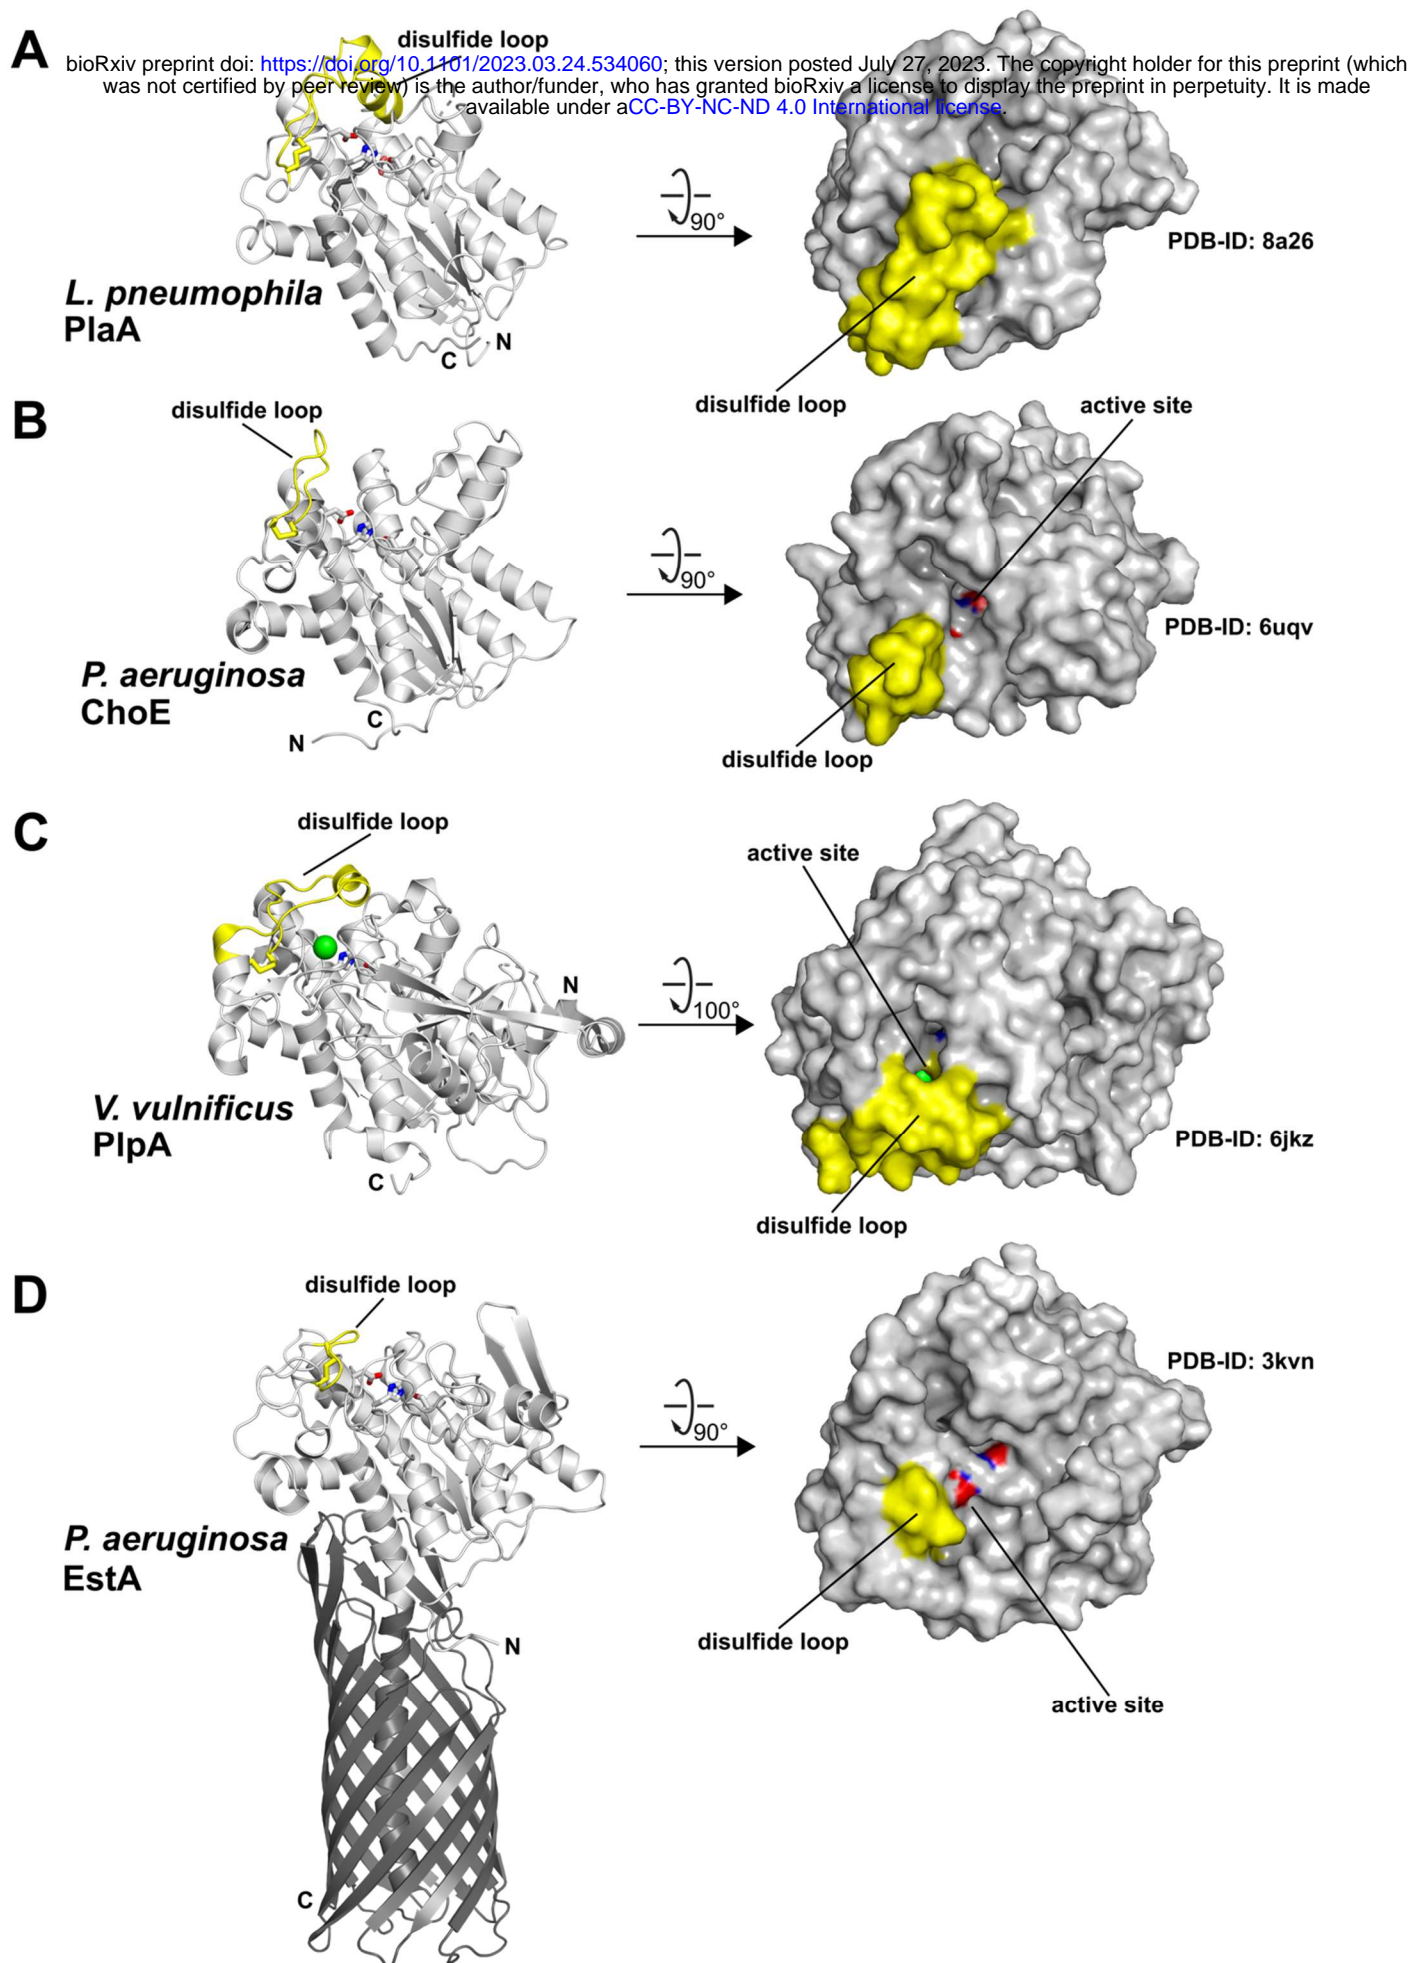 A
disulfide loop
bioRxiv preprint doi: https://doi.org/10.1101/2023.03.24.534060; this version posted July 27, 2023. The copyright holder for this preprint (which
was not certified by peer review) is the author/funder, who has granted bioRxiv a license to display the preprint in perpetuity. It is made
available under aCC-BY-NC-ND 4.0 International license.
90°
PDB-ID: 8a26
L. pneumophila
PlaA
N
C
disulfide loop
B
disulfide loop
active site
90°
PDB-ID: 6uqv
P. aeruginosa
ChoE
C
N
disulfide loop
C
disulfide loop
active site
N
100°
V. vulnificus
PlpA
PDB-ID: 6jkz
C
disulfide loop
D
disulfide loop
PDB-ID: 3kvn
90°
P. aeruginosa
EstA
N
disulfide loop
active site
C